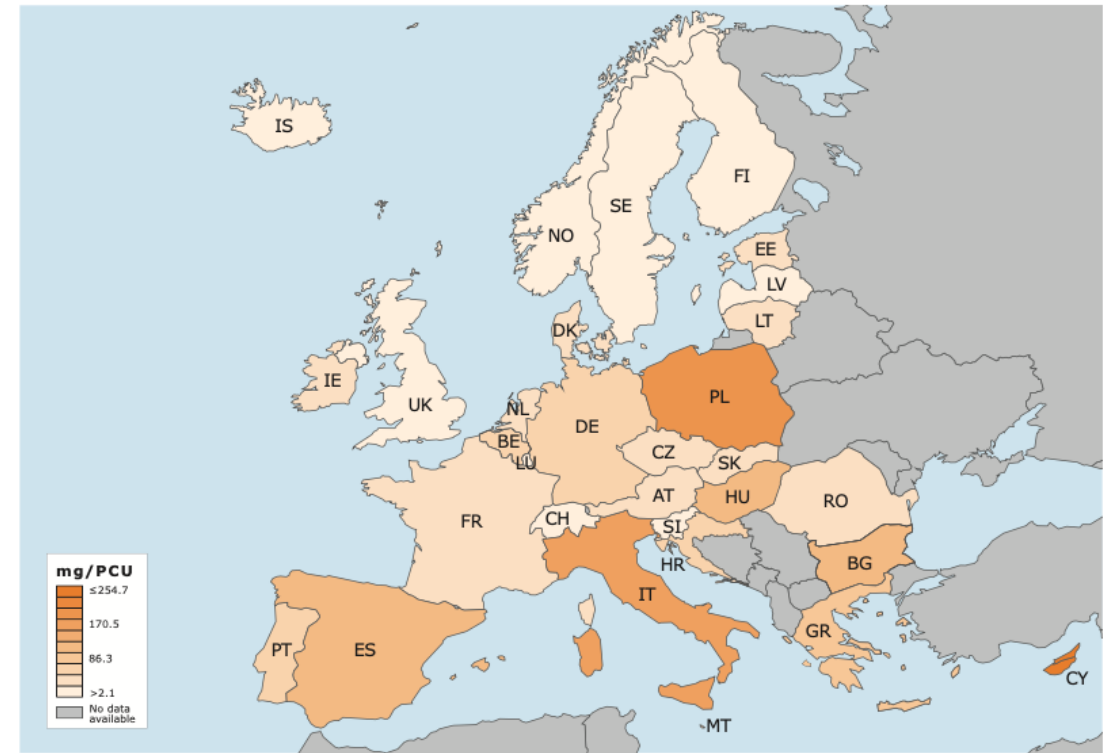 IS
FI
SE
NO
EE
LV
LT
DK
IE
UK
NL
PL
DE
BE
LU
CZ
SK
AT
HU
RO
FR
CH
SI
HR
BG
IT
PT
ES
GR
CY
MT
mg/PCU
≤254.7
170.5
86.3
>2.1
No data
available